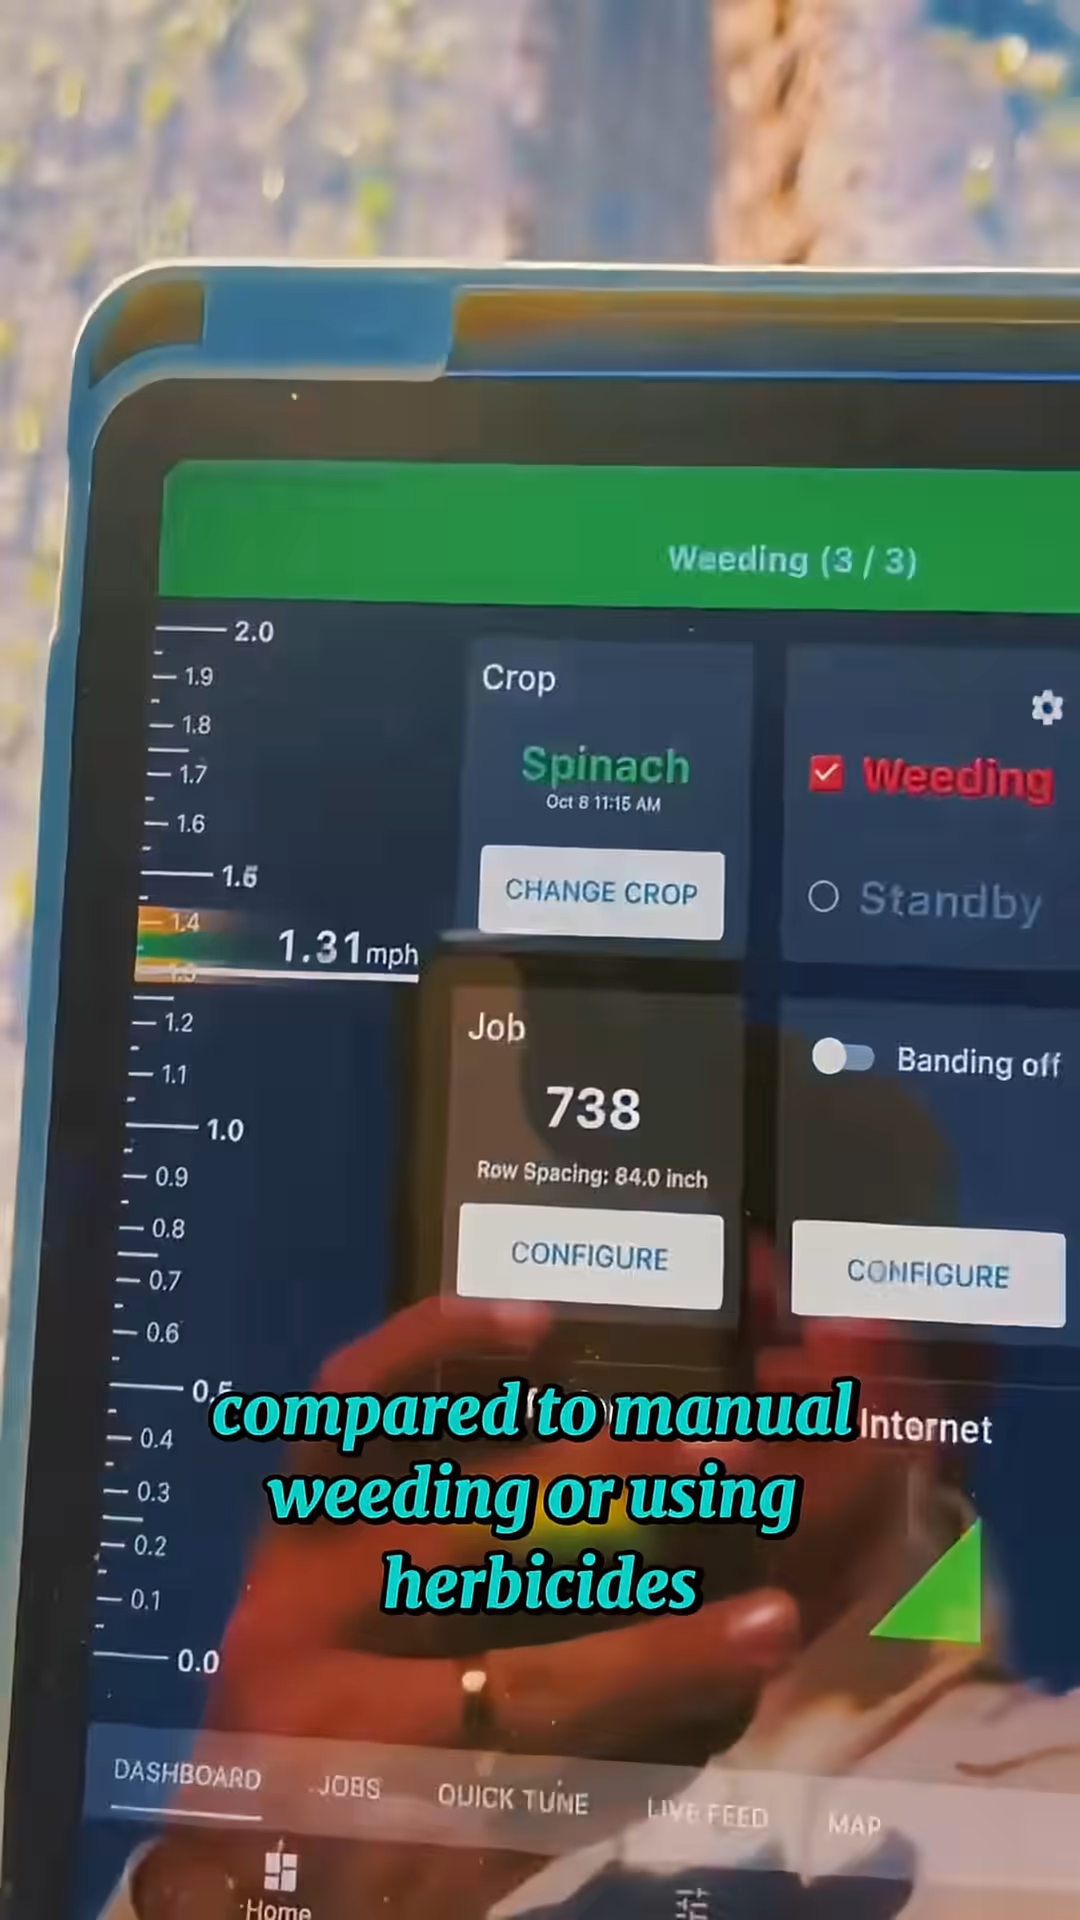 Weeding (3 / 3)
2.0
1.9
1.8
1.7
1.6
1.5
1.4
1.31mph
1.3
1.2
1.1
1.0
0.9
0.8
0.7
0.6
0.5
0.4
0.3
0.2
0.1
0.0
Crop
Spinach
Oct 8 11:15 AM
CHANGE CROP
Weeding
Standby
Job
738
Row Spacing: 84.0 inch
CONFIGURE
Banding off
CONFIGURE
Internet
compared to manual
weeding or using
herbicides
DASHBOARD
JOBS
QUICK TUNE
LIVE FEED
MAP
Home